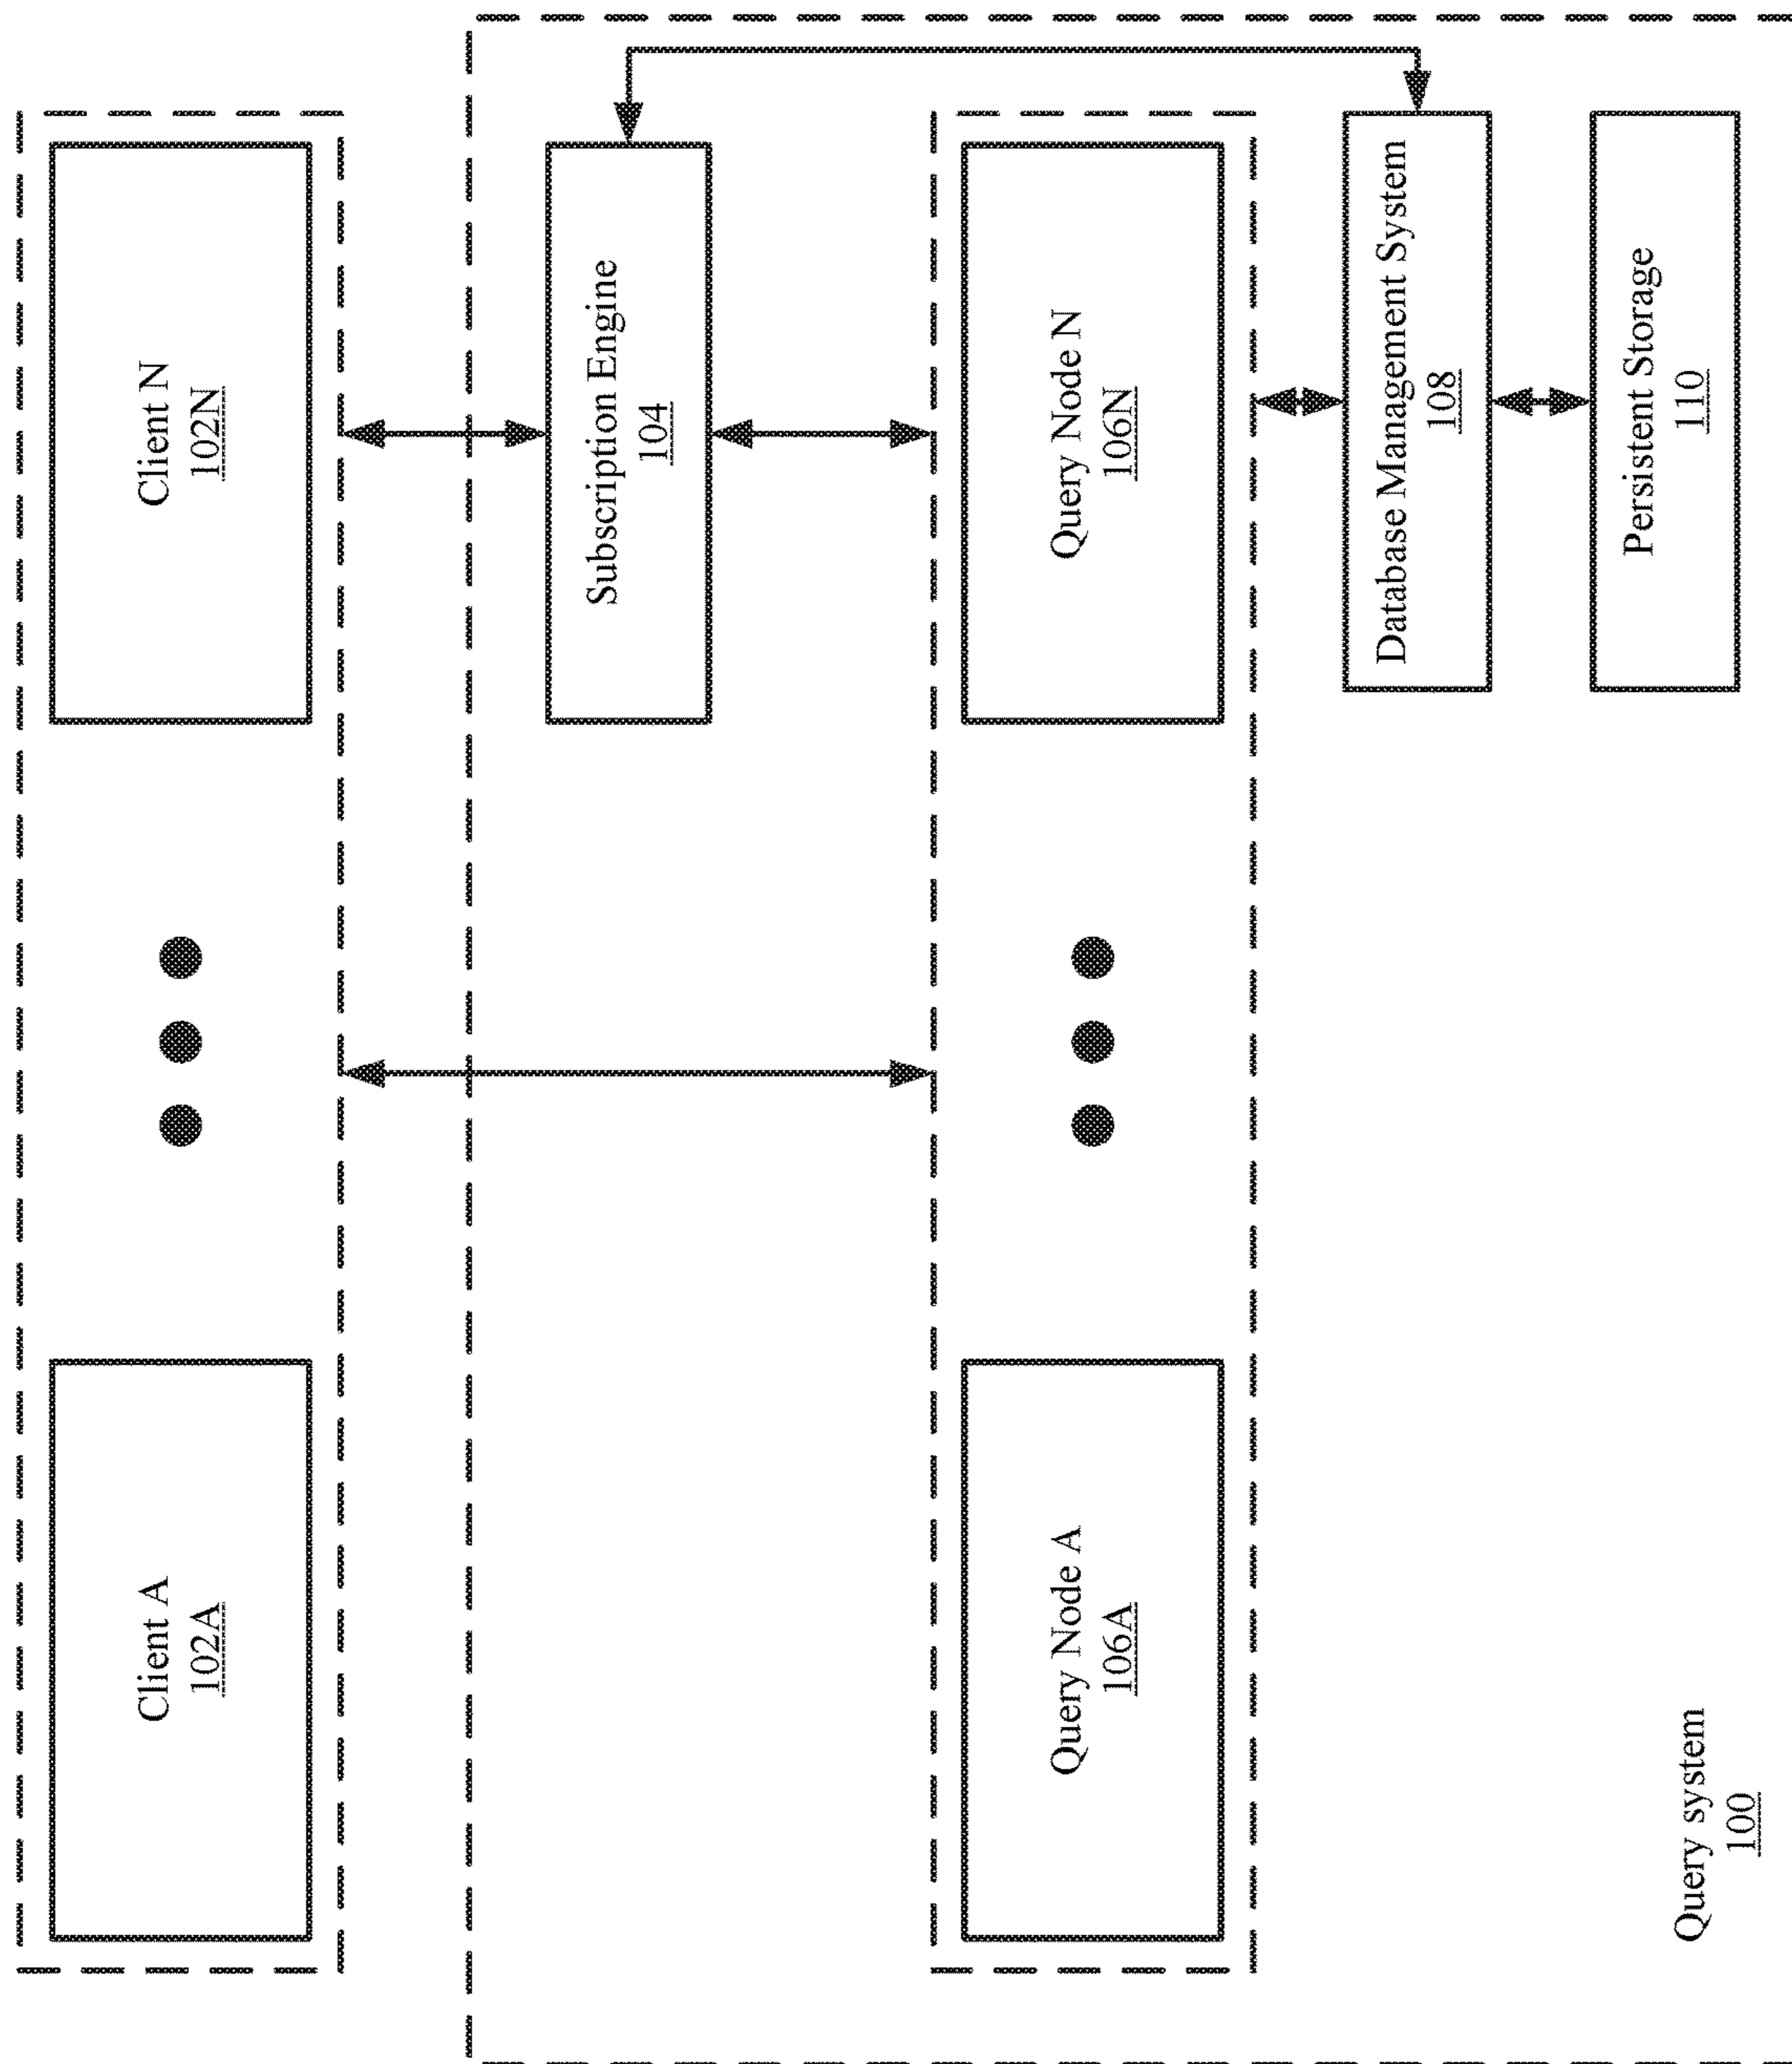 Client A
102A
Client N
102N
Subscription Engine
104
Query Node A
106A
Query Node N
106N
Database Management System
108
Persistent Storage
110
Query system
100